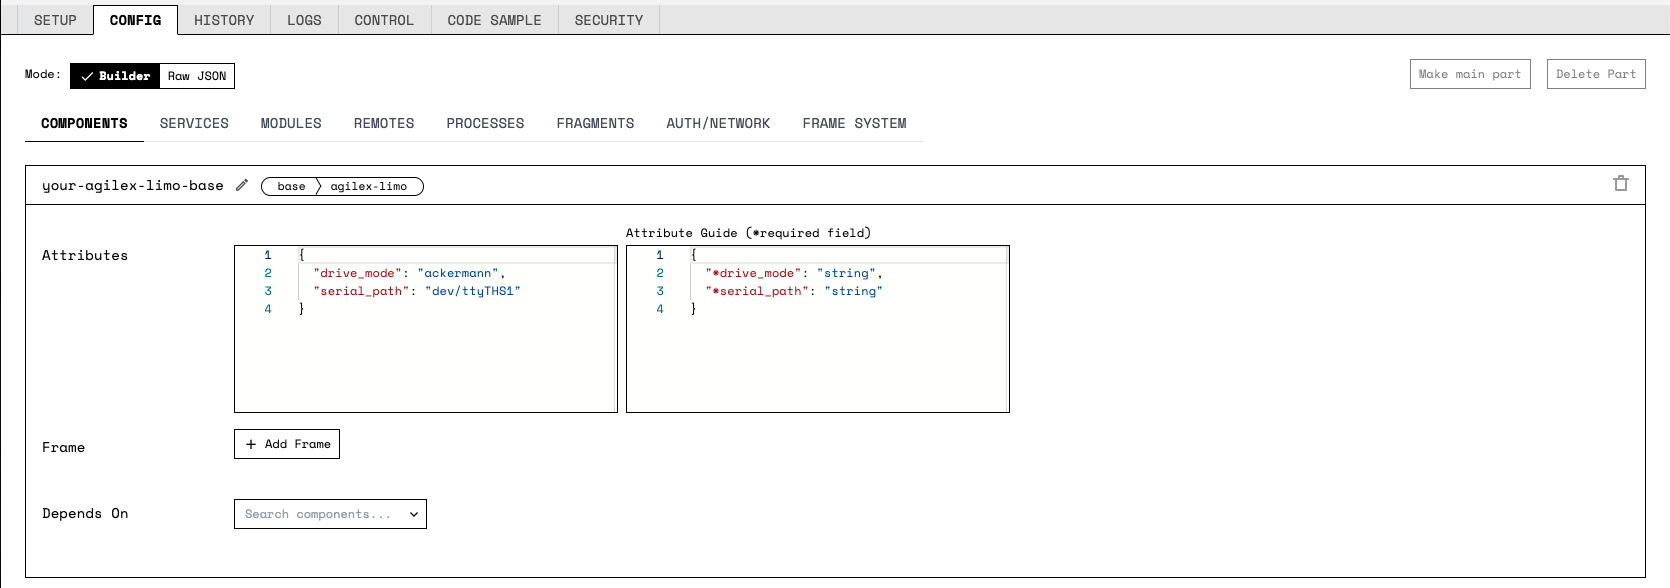 SETUP CONFIG HISTORY LOGS CONTROL CODE SAMPLE SECURITY
Mode: Builder Raw JSON Make main part Delete Part
COMPONENTS SERVICES MODULES REMOTES PROCESSES FRAGMENTS AUTH/NETWORK FRAME SYSTEM
your-agilex-limo-base base agilex-limo
Attribute Guide (*required field)
Attributes
1 {
2 "drive_mode": "ackermann",
3 "serial_path": "dev/ttyTHS1"
4 }
1 {
2 "*drive_mode": "string",
3 "*serial_path": "string"
4 }
Frame + Add Frame
Depends On Search components...